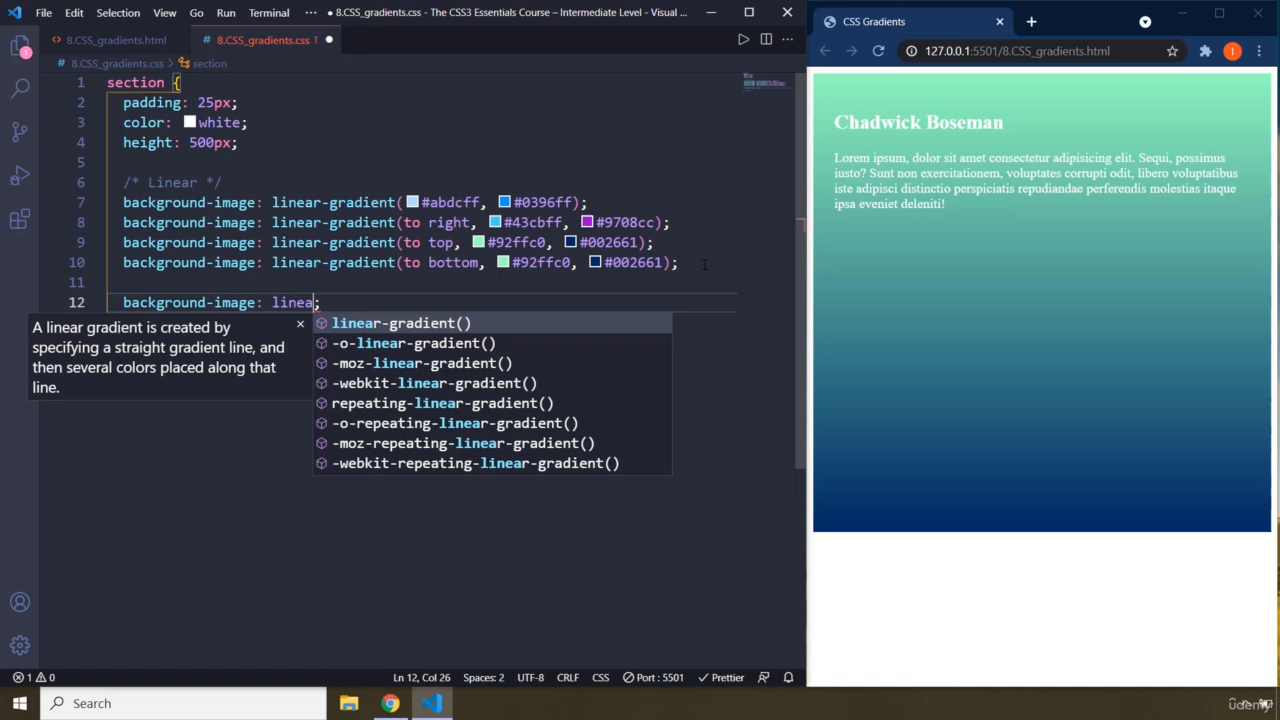 File Edit Selection View Go Run Terminal ··· ● 8.CSS_gradients.css - The CSS3 Essentials Course – Intermediate Level - Visual ...
CSS Gradients
8.CSS_gradients.html
# 8.CSS_gradients.css 1
127.0.0.1:5501/8.CSS_gradients.html
I
# 8.CSS_gradients.css > section
1
1 section {
2 padding: 25px;
3 color: white;
4 height: 500px;
5
6 /* Linear */
7 background-image: linear-gradient(#abdcff, #0396ff);
8 background-image: linear-gradient(to right, #43cbff, #9708cc);
9 background-image: linear-gradient(to top, #92ffc0, #002661);
10 background-image: linear-gradient(to bottom, #92ffc0, #002661);
11
12 background-image: linea;
A linear gradient is created by
specifying a straight gradient line, and
then several colors placed along that
line.
linear-gradient()
-o-linear-gradient()
-moz-linear-gradient()
-webkit-linear-gradient()
repeating-linear-gradient()
-o-repeating-linear-gradient()
-moz-repeating-linear-gradient()
-webkit-repeating-linear-gradient()
Chadwick Boseman
Lorem ipsum, dolor sit amet consectetur adipisicing elit. Sequi, possimus
iusto? Sunt non exercitationem, voluptates corrupti odit, libero voluptatibus
iste adipisci distinctio perspiciatis repudiandae perferendis molestias itaque
ipsa eveniet deleniti!
1 0 Ln 12, Col 26 Spaces: 2 UTF-8 CRLF CSS Port : 5501 Prettier
Search
udemy